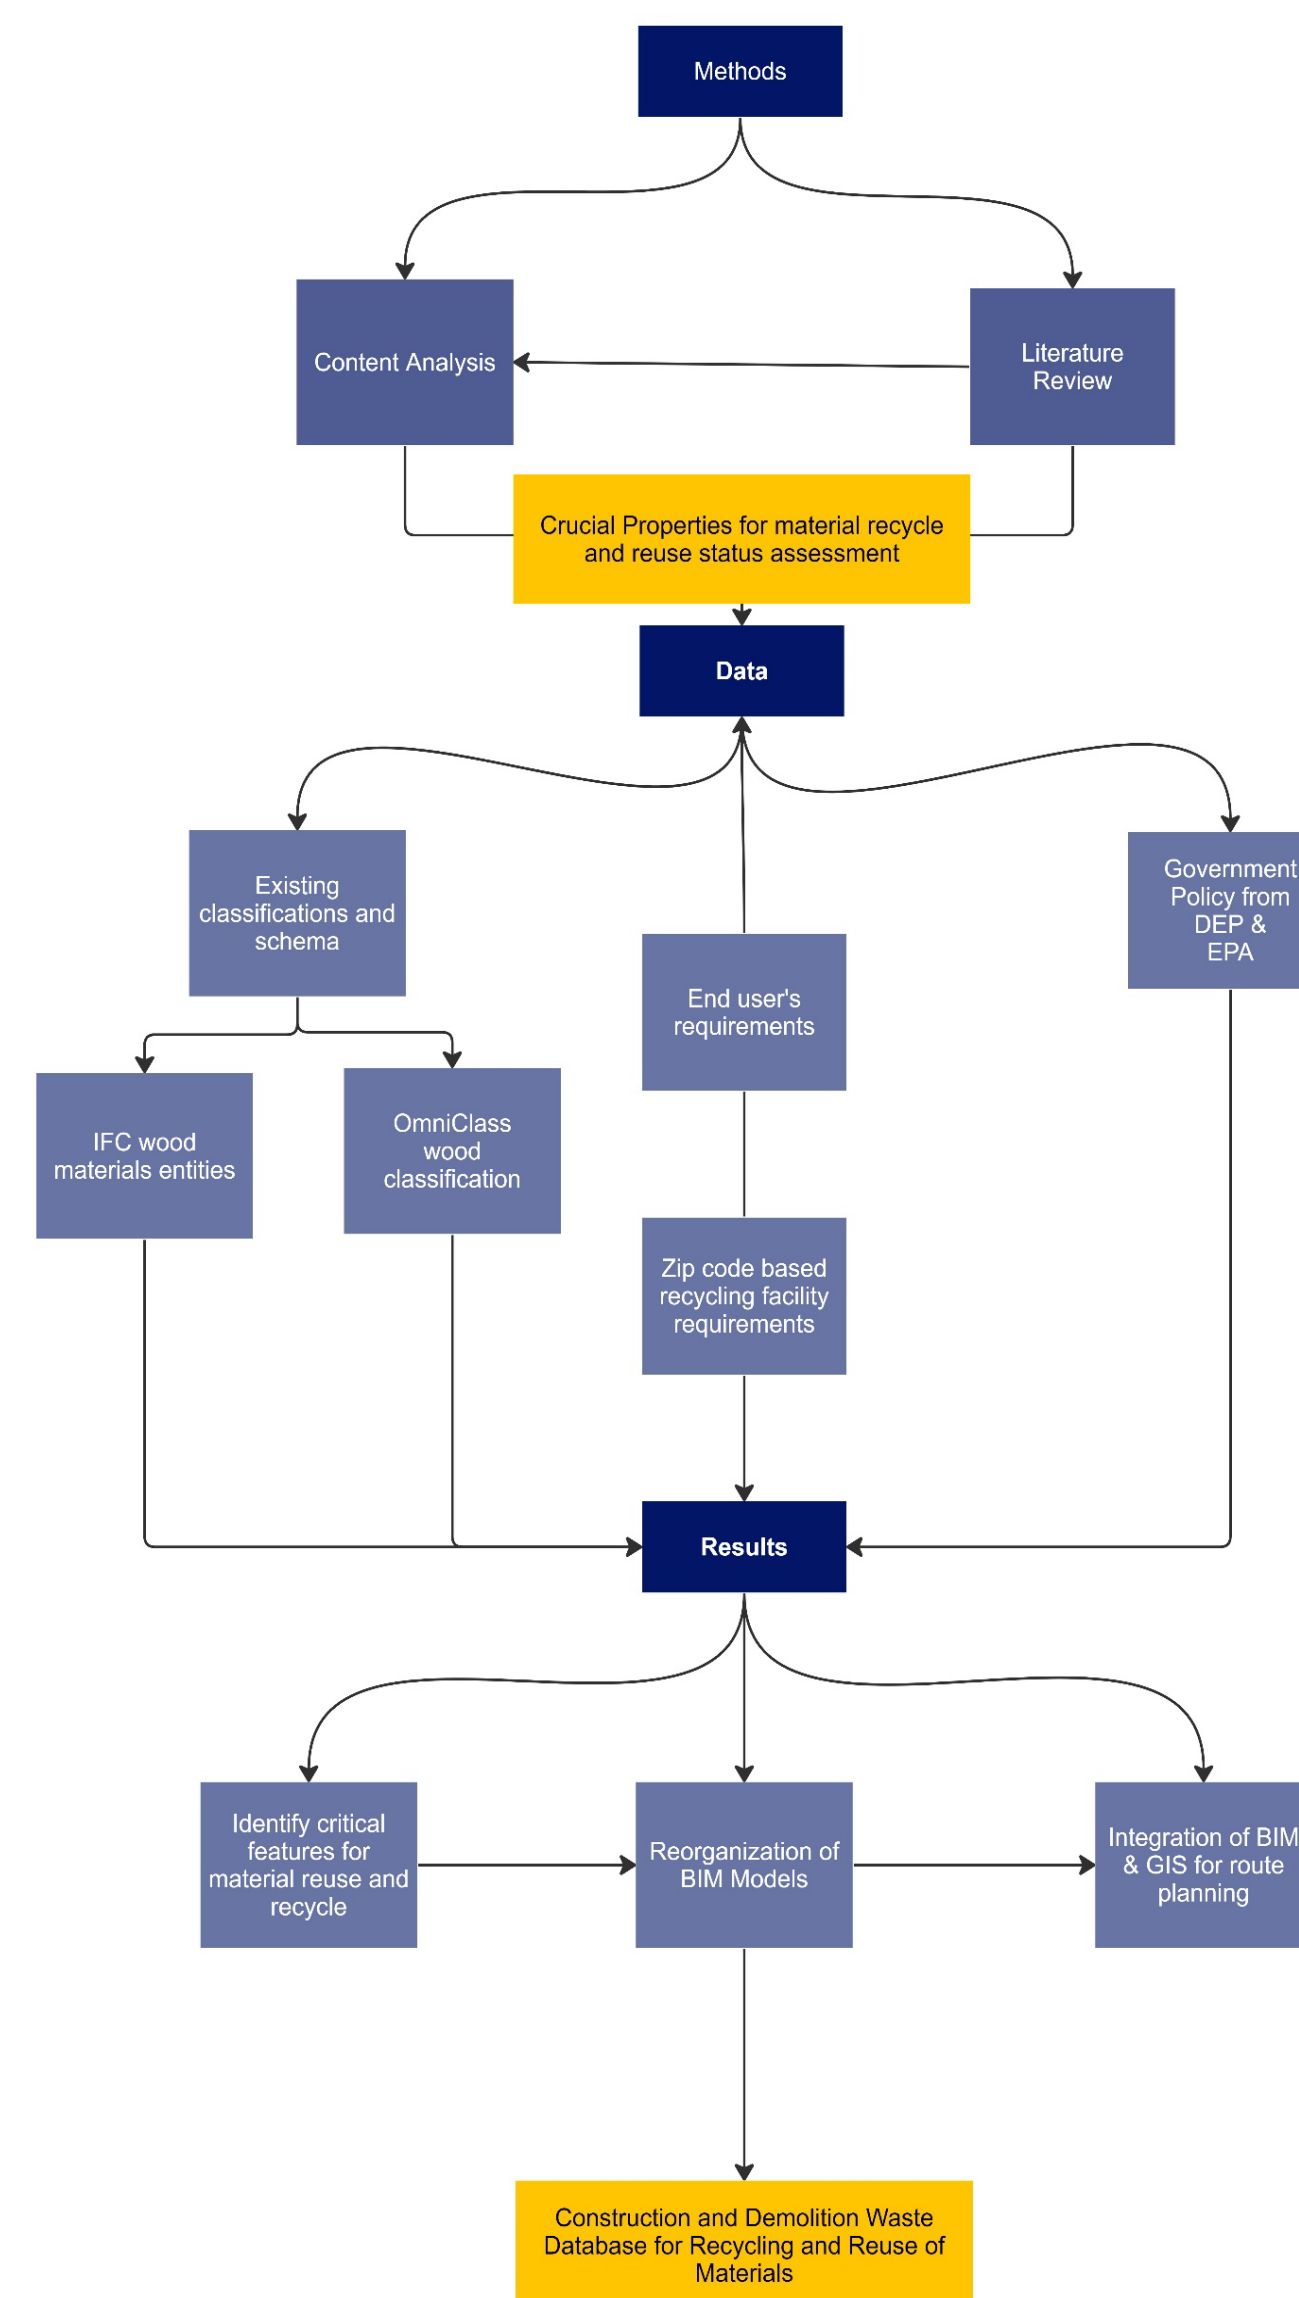 Methods
Content Analysis
Literature
Review
Crucial Properties for material recycle
and reuse status assessment
Data
Existing
classifications and
schema
Government
Policy from
DEP &
EPA
End user's
requirements
IFC wood
materials entities
OmniClass
wood
classification
Zip code based
recycling facility
requirements
Results
Identify critical
features for
material reuse and
recycle
Reorganization of
BIM Models
Integration of BIM
& GIS for route
planning
Construction and Demolition Waste
Database for Recycling and Reuse of
Materials